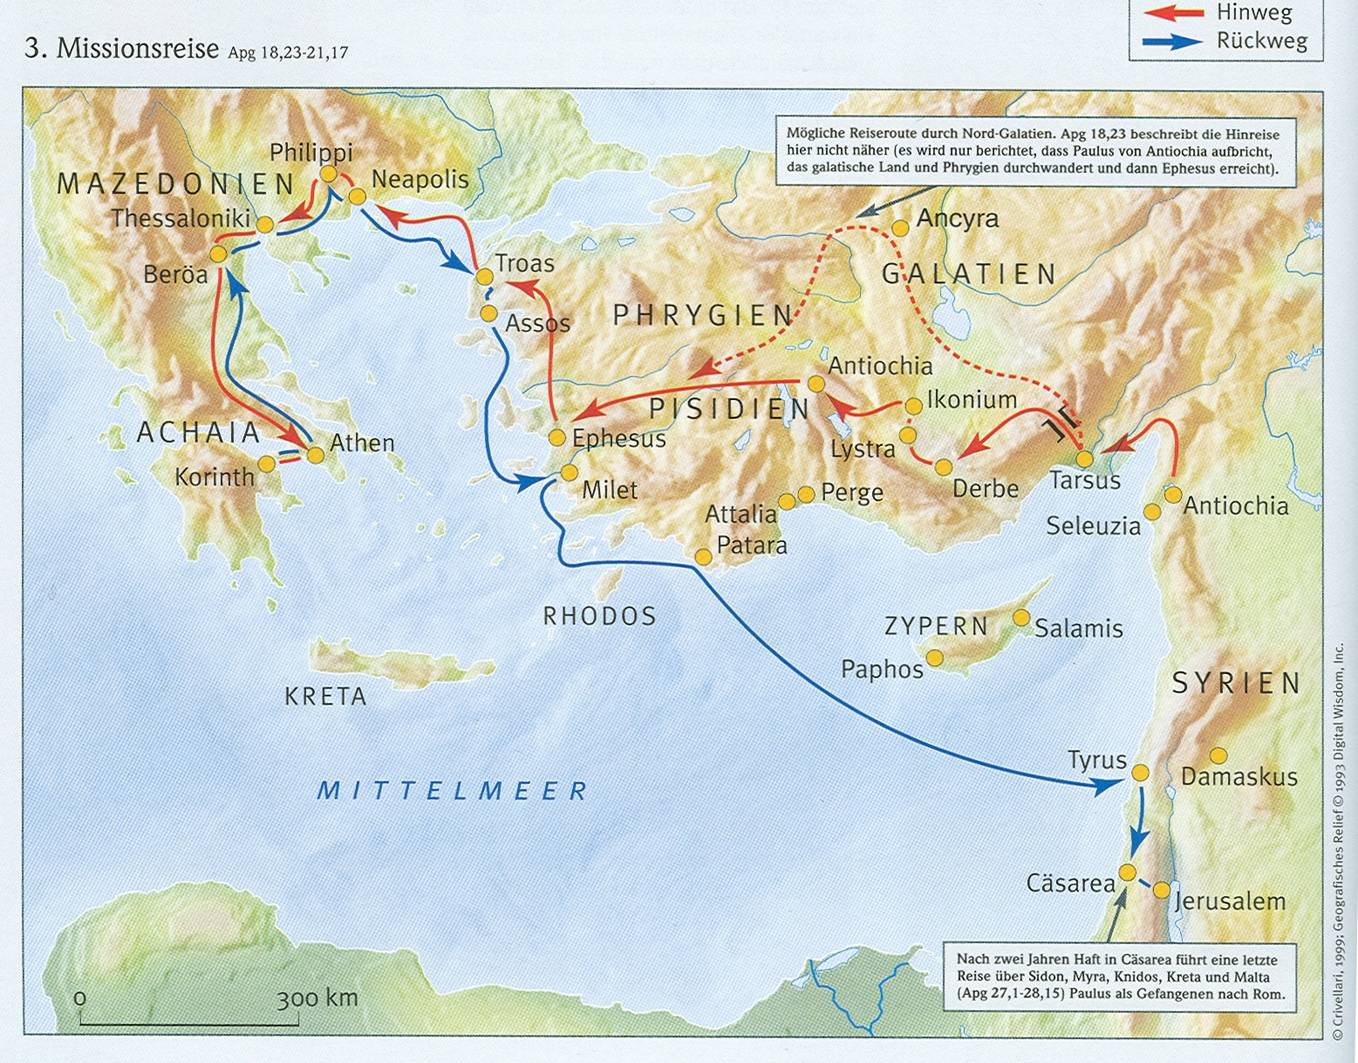 Hinweg
Rückweg
3. Missionsreise Apg 18,23-21,17
Mögliche Reiseroute durch Nord-Galatien. Apg 18,23 beschreibt die Hinreise
hier nicht näher (es wird nur berichtet, dass Paulus von Antiochia aufbricht,
das galatische Land und Phrygien durchwandert und dann Ephesus erreicht).
Philippi
MAZEDONIEN
Neapolis
Thessaloniki
Ancyra
Beröa
Troas
GALATIEN
PHRYGIEN
Assos
Antiochia
Ikonium
PISIDIEN
ACHAIA
Athen
Ephesus
Lystra
Korinth
Tarsus
Derbe
Milet
Perge
Antiochia
Attalia
Seleuzia
Patara
RHODOS
ZYPERN
Salamis
Paphos
SYRIEN
KRETA
Tyrus
Damaskus
MITTELMEER
Cäsarea
Jerusalem
Nach zwei Jahren Haft in Cäsarea führt eine letzte
Reise über Sidon, Myra, Knidos, Kreta und Malta
(Apg 27,1-28,15) Paulus als Gefangenen nach Rom.
0 300 km
© Crivellari, 1999; Geografisches Relief © 1993 Digital Wisdom, Inc.